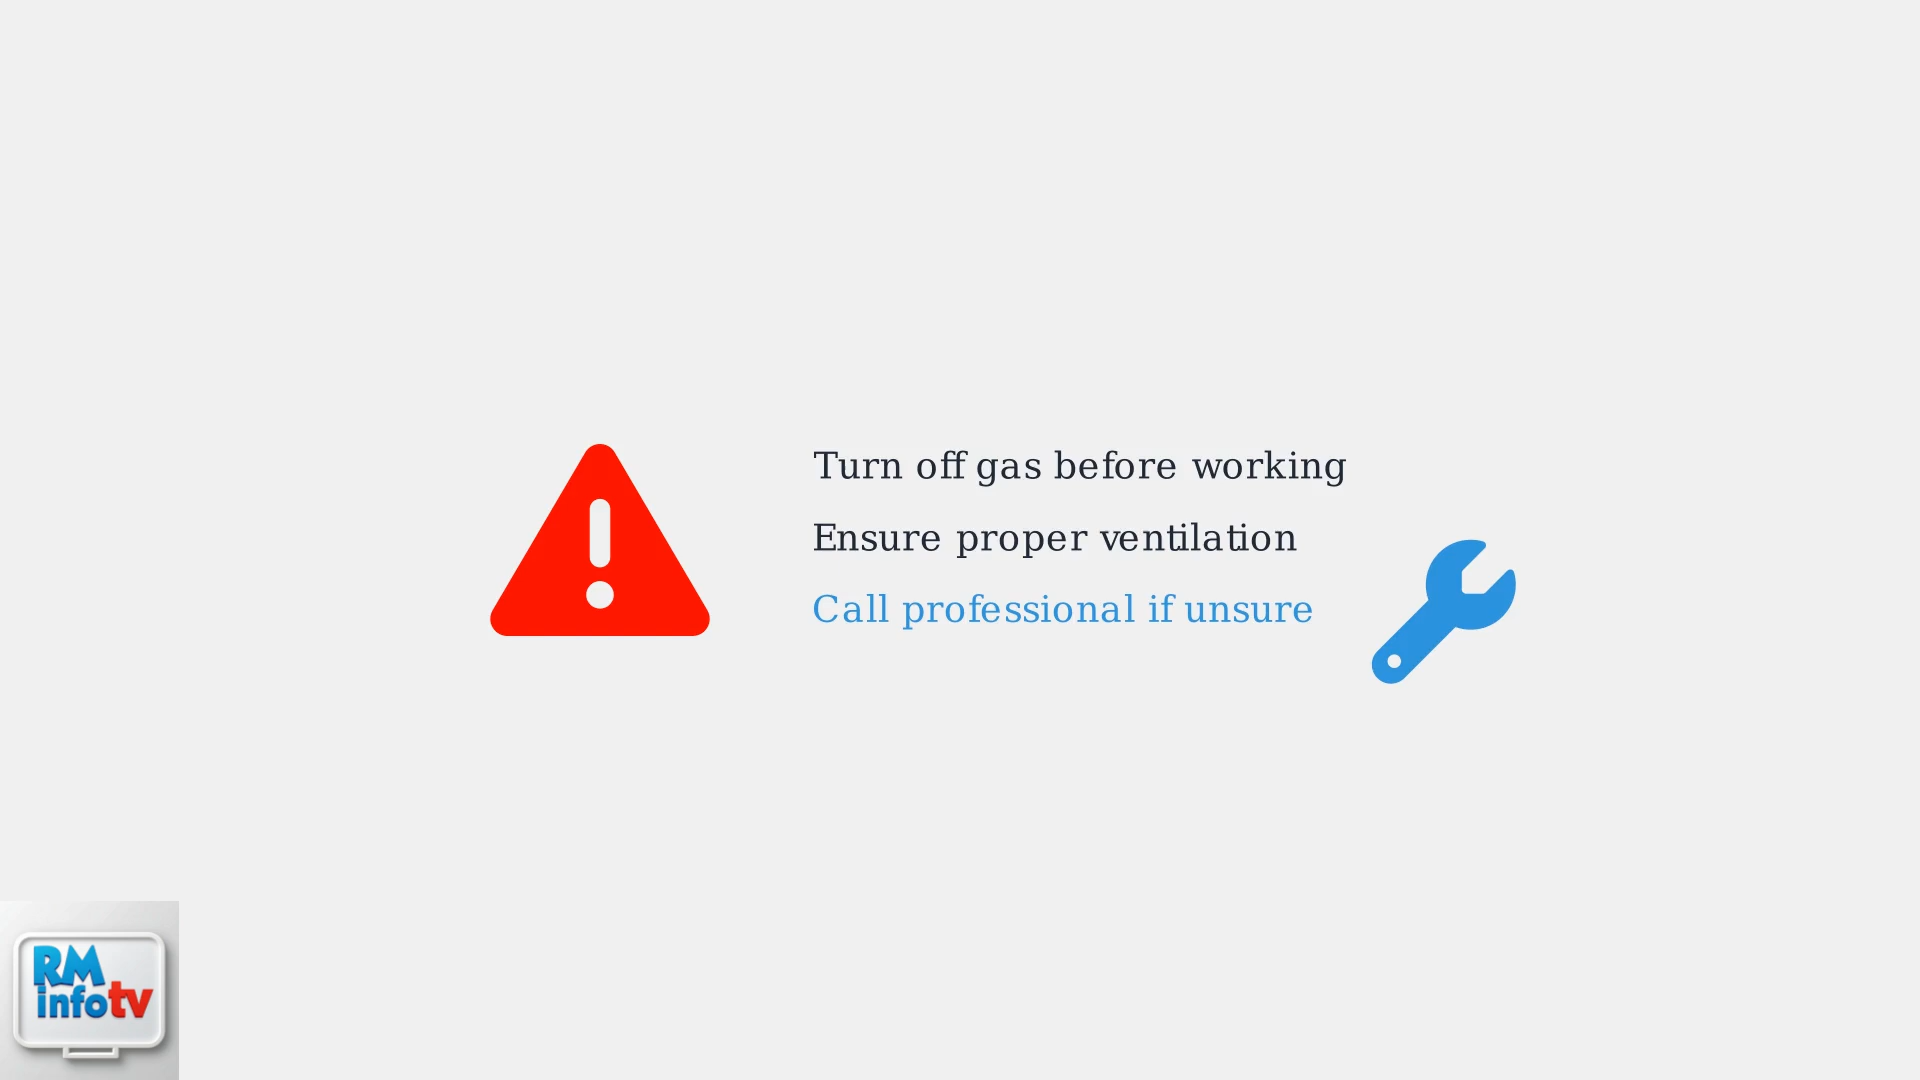 Turn off gas before working
Ensure proper ventilation
Call professional if unsure
RM
infotv